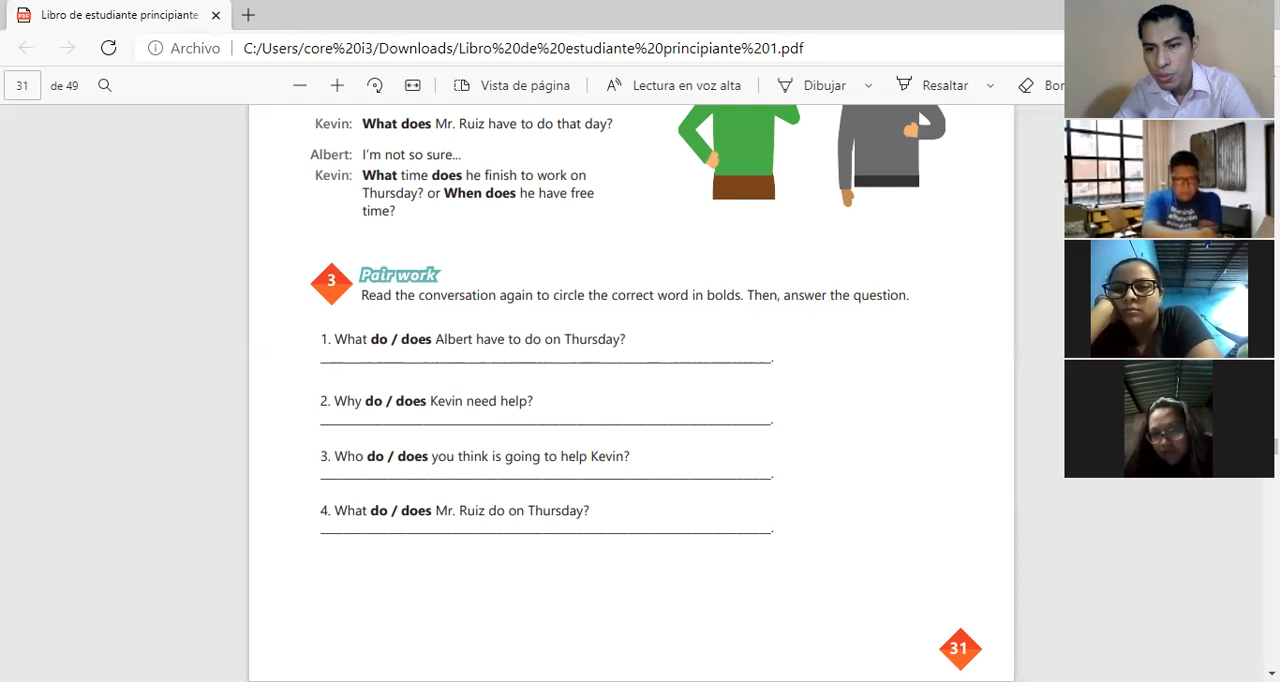 Libro de estudiante principiante
Archivo
C:/Users/core%20i3/Downloads/Libro%20de%20estudiante%20principiante%201.pdf
31 de 49
Vista de página
Lectura en voz alta
Dibujar
Resaltar
Bor
Kevin: What does Mr. Ruiz have to do that day?
Albert: I'm not so sure...
Kevin: What time does he finish to work on
Thursday? or When does he have free
time?
3 Pair work
Read the conversation again to circle the correct word in bolds. Then, answer the question.
1. What do / does Albert have to do on Thursday?
2. Why do / does Kevin need help?
3. Who do / does you think is going to help Kevin?
4. What do / does Mr. Ruiz do on Thursday?
31